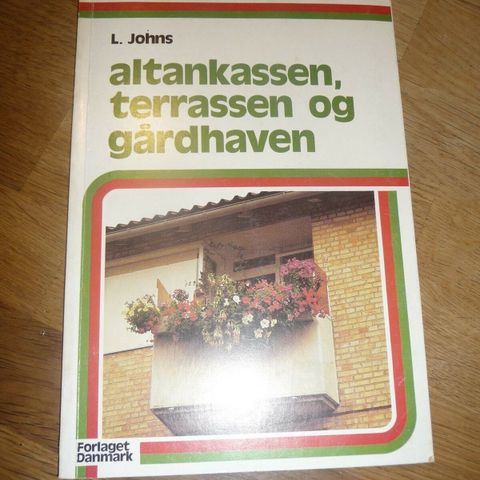 L. Johns
altankassen,
terrassen og
gårdhaven
Forlaget
Danmark